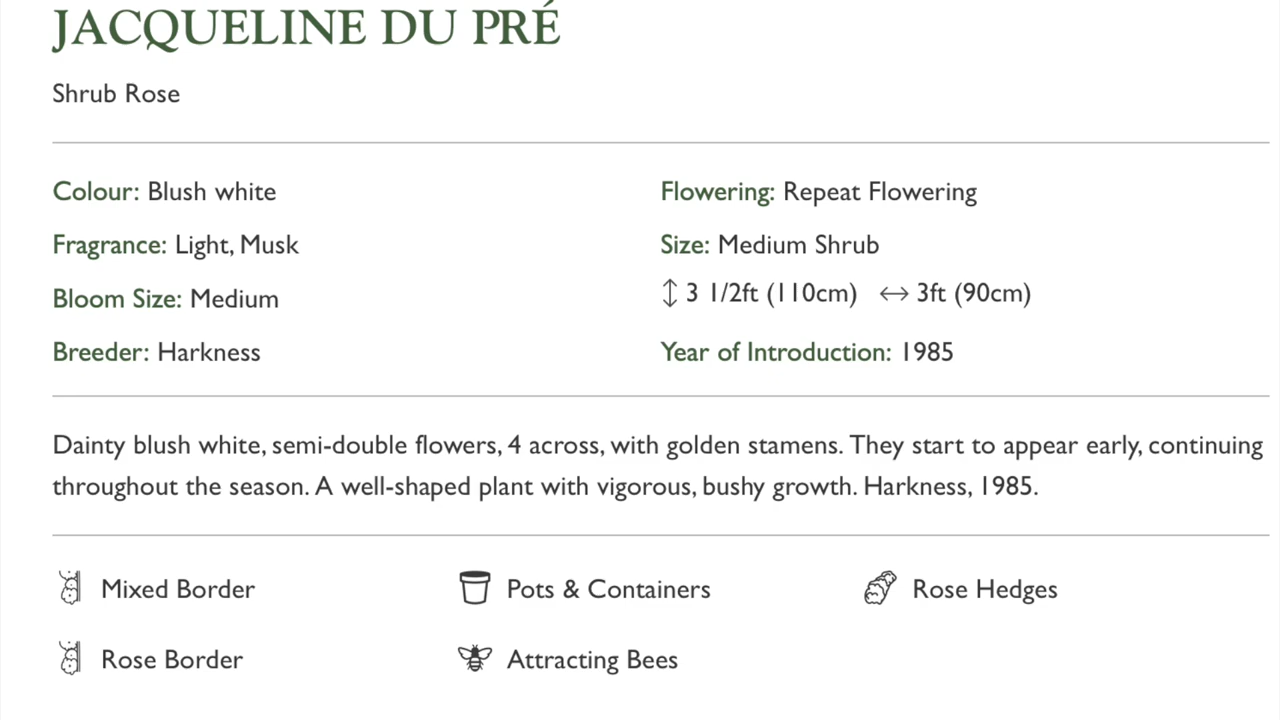 JACQUELINE DU PRÉ
Shrub Rose
Colour: Blush white
Flowering: Repeat Flowering
Fragrance: Light, Musk
Size: Medium Shrub
↕ 3 1/2ft (110cm) ↔ 3ft (90cm)
Bloom Size: Medium
Breeder: Harkness
Year of Introduction: 1985
Dainty blush white, semi-double flowers, 4 across, with golden stamens. They start to appear early, continuing
throughout the season. A well-shaped plant with vigorous, bushy growth. Harkness, 1985.
Mixed Border
Pots & Containers
Rose Hedges
Rose Border
Attracting Bees